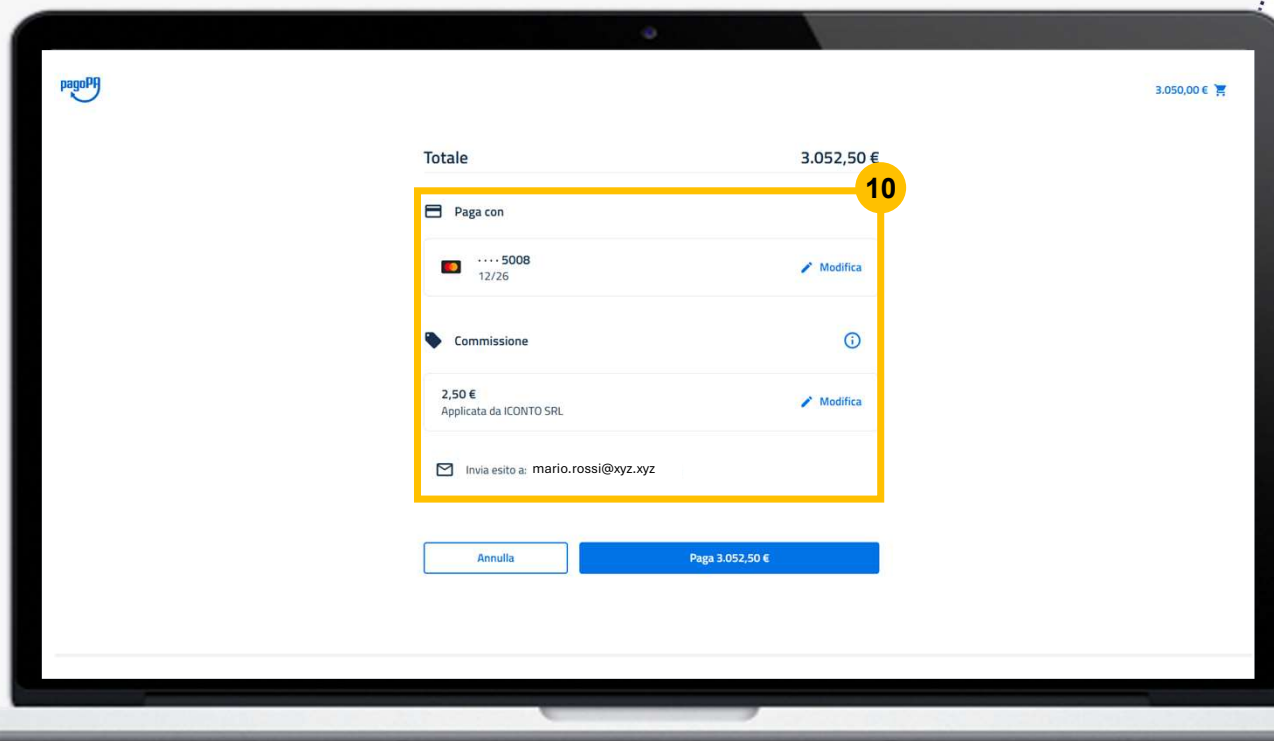 pagoPA
3.050,00 €
Totale 3.052,50 €
10
Paga con
···· 5008
12/26
Modifica
Commissione
2,50 €
Applicata da ICONTO SRL
Modifica
Invia esito a: mario.rossi@xyz.xyz
Annulla
Paga 3.052,50 €